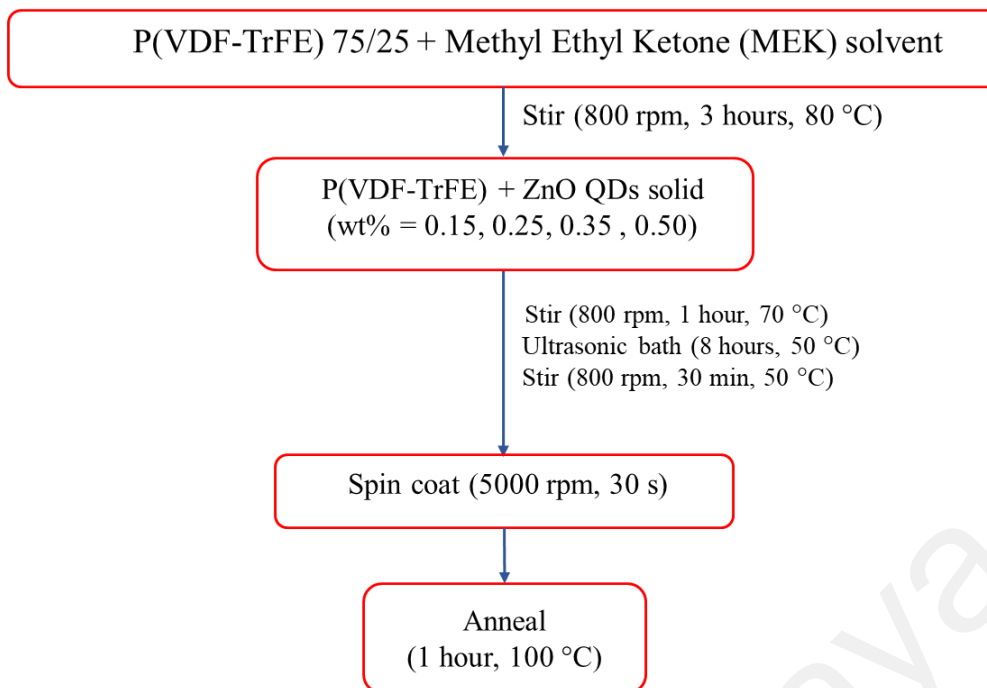 P(VDF-TrFE) 75/25 + Methyl Ethyl Ketone (MEK) solvent
Stir (800 rpm, 3 hours, 80 °C)
P(VDF-TrFE) + ZnO QDs solid
(wt% = 0.15, 0.25, 0.35 , 0.50)
Stir (800 rpm, 1 hour, 70 °C)
Ultrasonic bath (8 hours, 50 °C)
Stir (800 rpm, 30 min, 50 °C)
Spin coat (5000 rpm, 30 s)
Anneal
(1 hour, 100 °C)